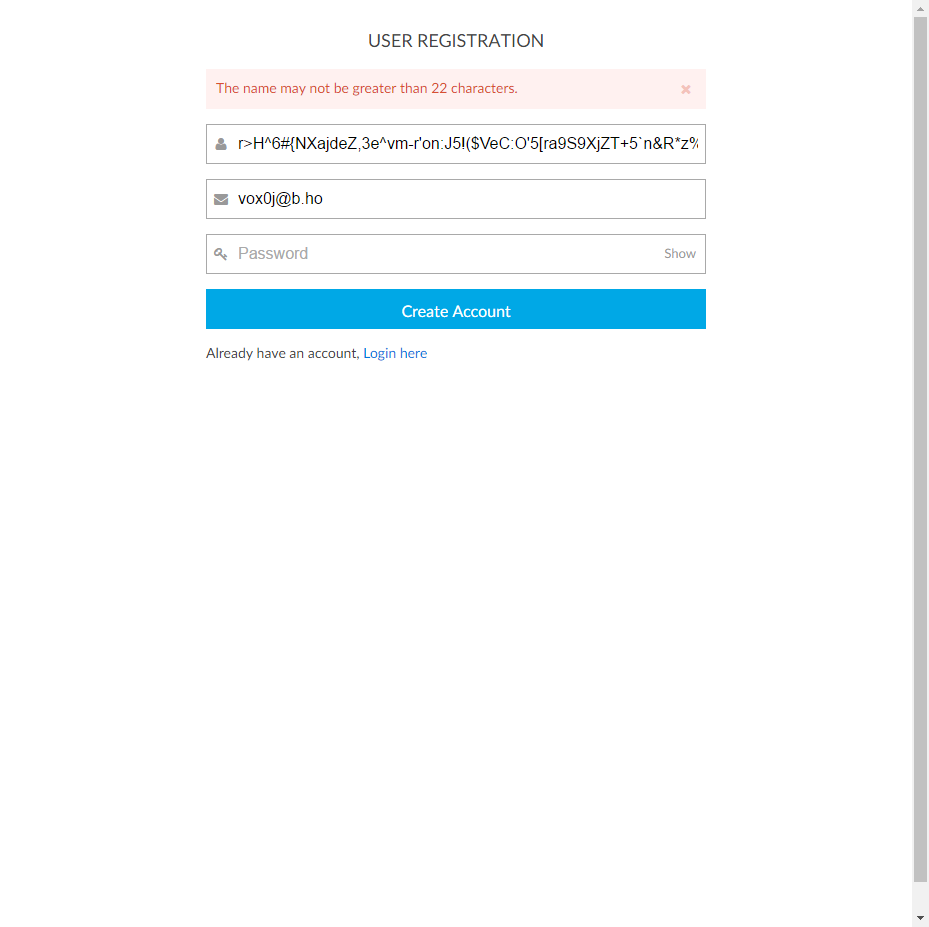 USER REGISTRATION
The name may not be greater than 22 characters.
r>H^6#{NXajdeZ,3e^vm-r'on:J5!($VeC:O'5[ra9S9XjZT+5`n&R*z%
vox0j@b.ho
Password Show
Create Account
Already have an account, Login here